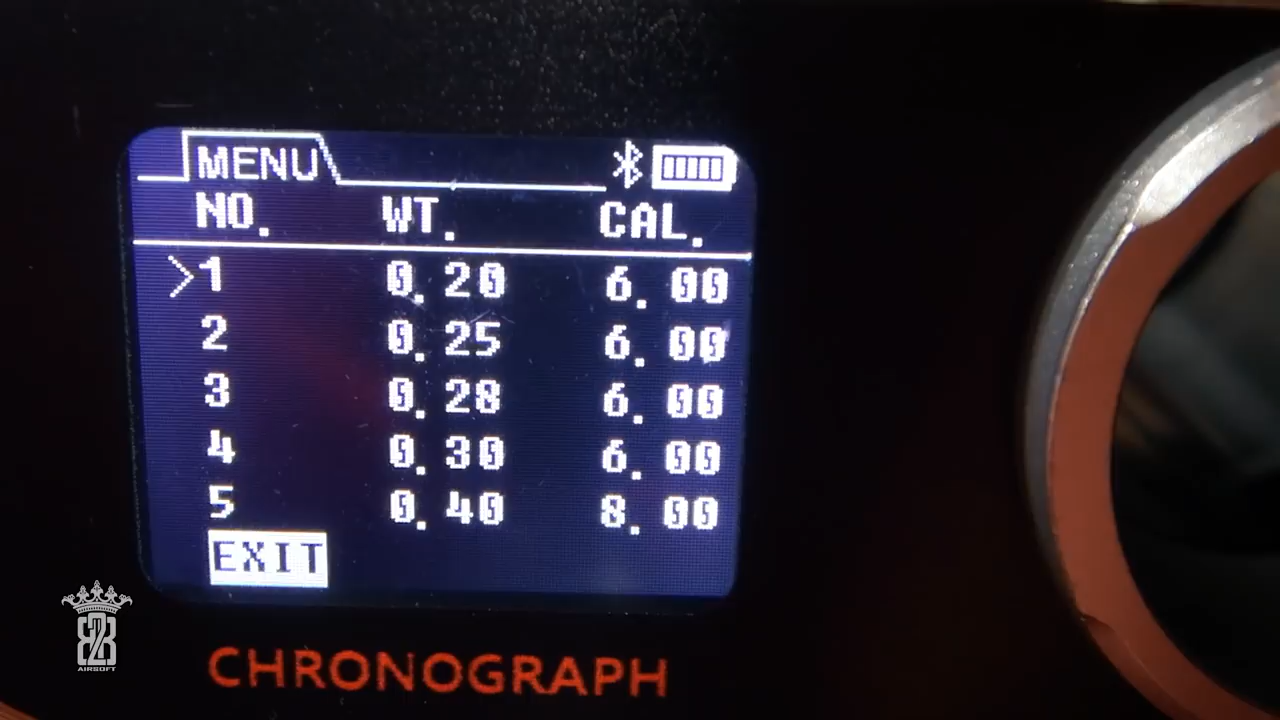 MENU
NO. WT. CAL.
>1 0.20 6.00
2 0.25 6.00
3 0.28 6.00
4 0.30 6.00
5 0.40 8.00
EXIT
CHRONOGRAPH
AIRSOFT